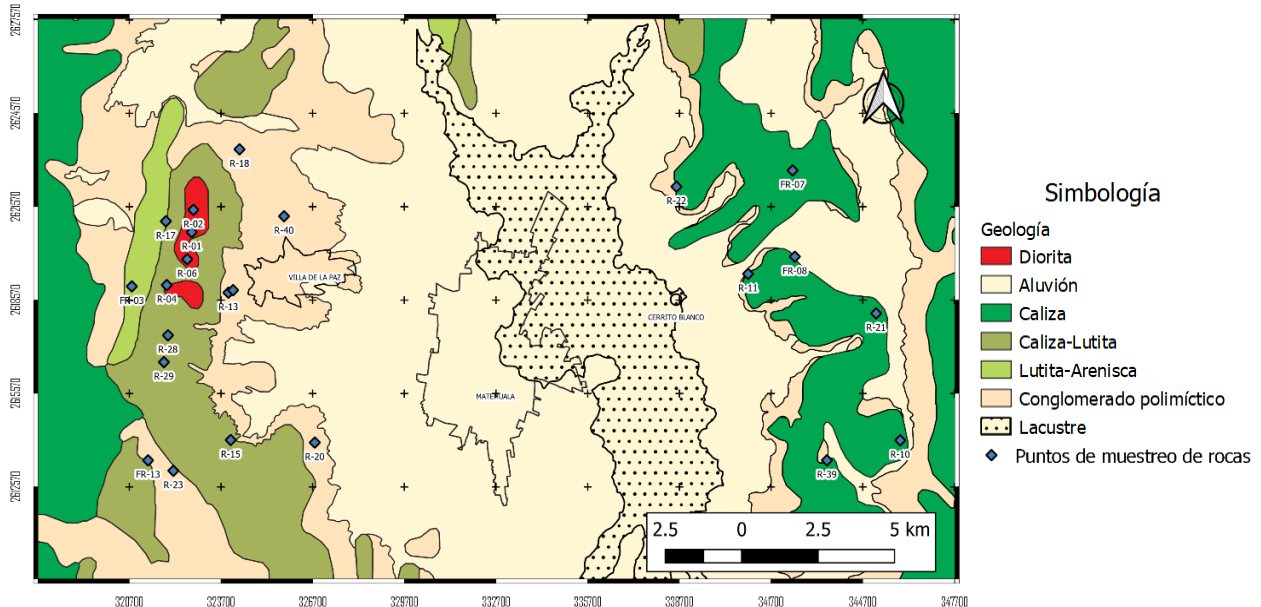 2627570
2624570
2621570
2618570
2615570
2612570
R-18
FR-07
R-22
R-02
R-17
R-40
R-01
R-06
FR-08
VILLA DE LA PAZ
R-11
FR-03
R-04
R-13
CERRITO BLANCO
R-21
R-28
R-29
MATEHUALA
R-15
R-20
R-10
FR-13
R-23
R-39
2.5 0 2.5 5 km
320700 323700 326700 329700 332700 335700 338700 341700 344700 347700
Simbología
Geología
Diorita
Aluvión
Caliza
Caliza-Lutita
Lutita-Arenisca
Conglomerado polimíctico
Lacustre
Puntos de muestreo de rocas